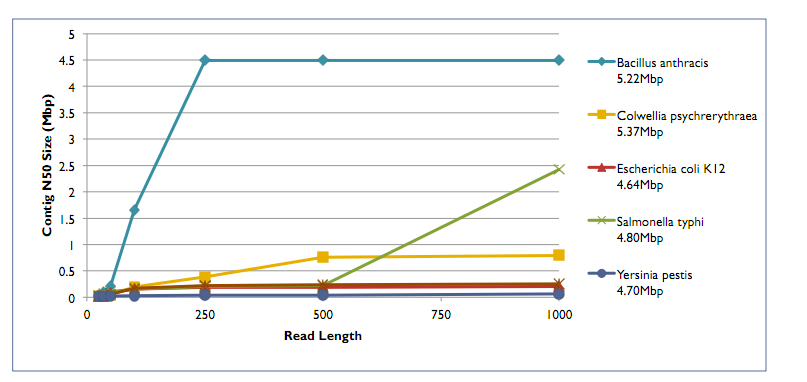 5
4.5
4
3.5
3
2.5
2
1.5
1
0.5
0
Contig N50 Size (Mbp)
0
250
500
750
1000
Read Length
Bacillus anthracis
5.22Mbp
Colwellia psychrerythraea
5.37Mbp
Escherichia coli K12
4.64Mbp
Salmonella typhi
4.80Mbp
Yersinia pestis
4.70Mbp